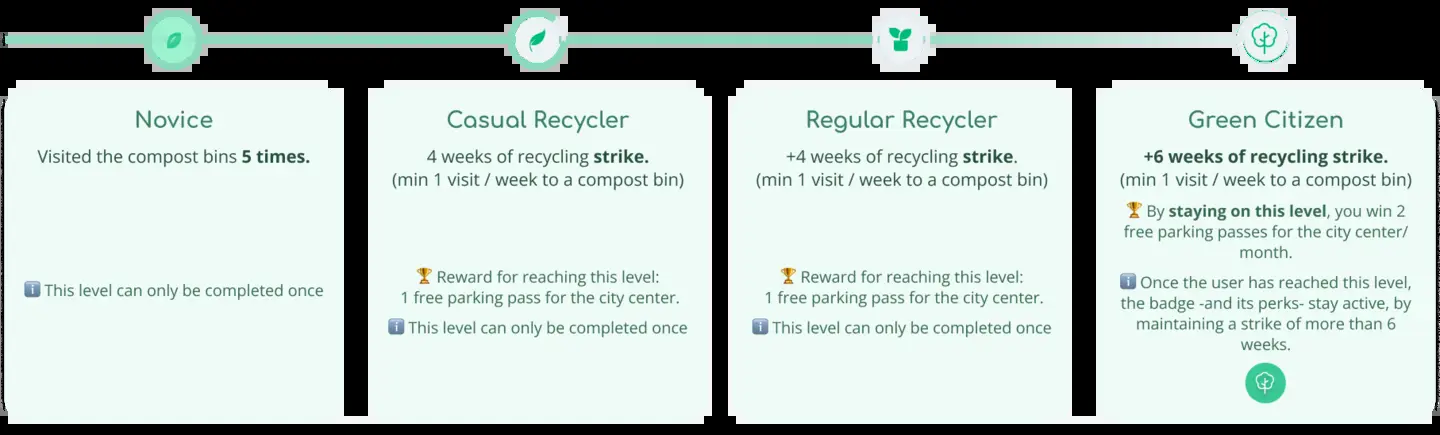 Novice
Visited the compost bins 5 times.
ℹ️ This level can only be completed once
Casual Recycler
4 weeks of recycling strike.
(min 1 visit / week to a compost bin)
🏆 Reward for reaching this level:
1 free parking pass for the city center.
ℹ️ This level can only be completed once
Regular Recycler
+4 weeks of recycling strike.
(min 1 visit / week to a compost bin)
🏆 Reward for reaching this level:
1 free parking pass for the city center.
ℹ️ This level can only be completed once
Green Citizen
+6 weeks of recycling strike.
(min 1 visit / week to a compost bin)
🏆 By staying on this level, you win 2
free parking passes for the city center/
month.
ℹ️ Once the user has reached this level,
the badge -and its perks- stay active, by
maintaining a strike of more than 6
weeks.